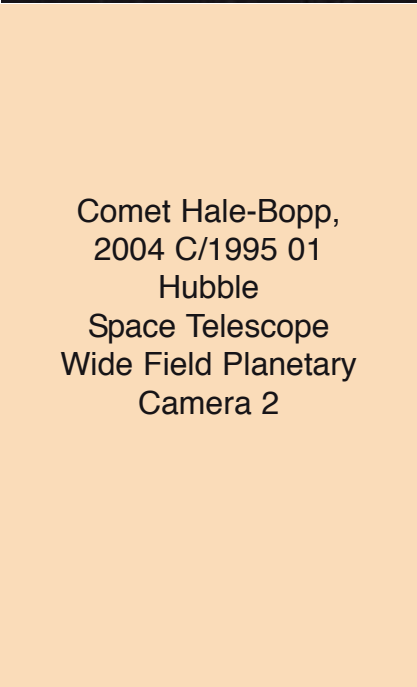 Comet Hale-Bopp,
2004 C/1995 01
Hubble
Space Telescope
Wide Field Planetary
Camera 2